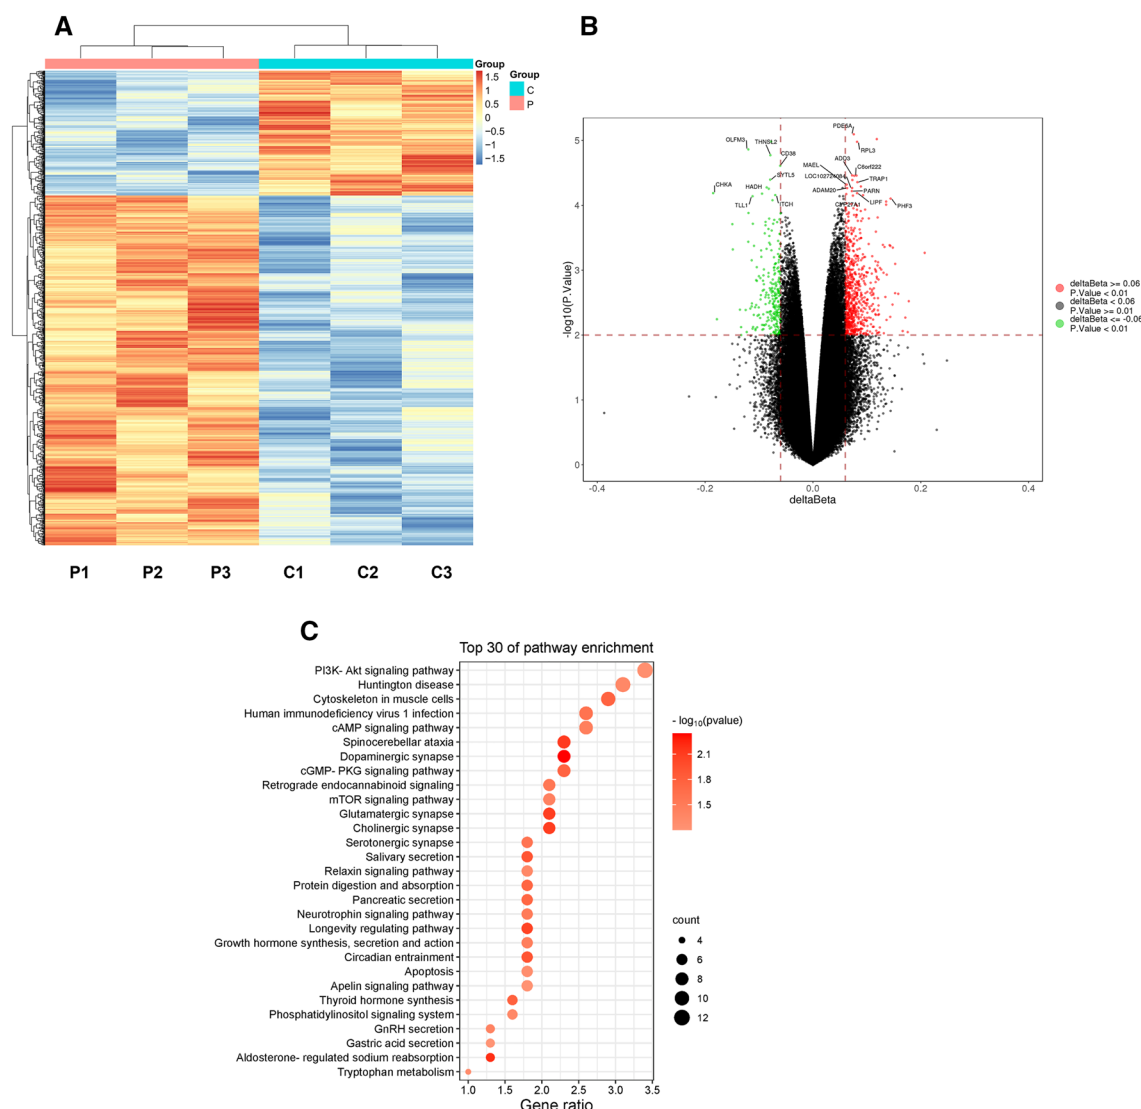 A
Group
1.5
0.5
−0.5
−1.5
Group
C
P
P1
P2
P3
C1
C2
C3
B
-log10(P.Value)
5
4
3
2
1
0
-0.4
-0.2
0.0
0.2
0.4
deltaBeta
OLFM3
THNSL2
CD38
SYTL5
CHKA
HADH
TLL1
ITCH
PDE6A
RPL3
ADD3
C6orf222
MAEL
LOC102724084
TRAP1
ADAM20
PARN
CYP27A1
LIPF
PHF3
deltaBeta >= 0.06
P.Value < 0.01
deltaBeta < 0.06
P.Value >= 0.01
deltaBeta <= -0.06
P.Value < 0.01
C
Top 30 of pathway enrichment
PI3K- Akt signaling pathway
Huntington disease
Cytoskeleton in muscle cells
Human immunodeficiency virus 1 infection
cAMP signaling pathway
Spinocerebellar ataxia
Dopaminergic synapse
cGMP- PKG signaling pathway
Retrograde endocannabinoid signaling
mTOR signaling pathway
Glutamatergic synapse
Cholinergic synapse
Serotonergic synapse
Salivary secretion
Relaxin signaling pathway
Protein digestion and absorption
Pancreatic secretion
Neurotrophin signaling pathway
Longevity regulating pathway
Growth hormone synthesis, secretion and action
Circadian entrainment
Apoptosis
Apelin signaling pathway
Thyroid hormone synthesis
Phosphatidylinositol signaling system
GnRH secretion
Gastric acid secretion
Aldosterone- regulated sodium reabsorption
Tryptophan metabolism
1.0
1.5
2.0
2.5
3.0
3.5
Gene ratio
- log10(pvalue)
2.1
1.8
1.5
count
4
6
8
10
12